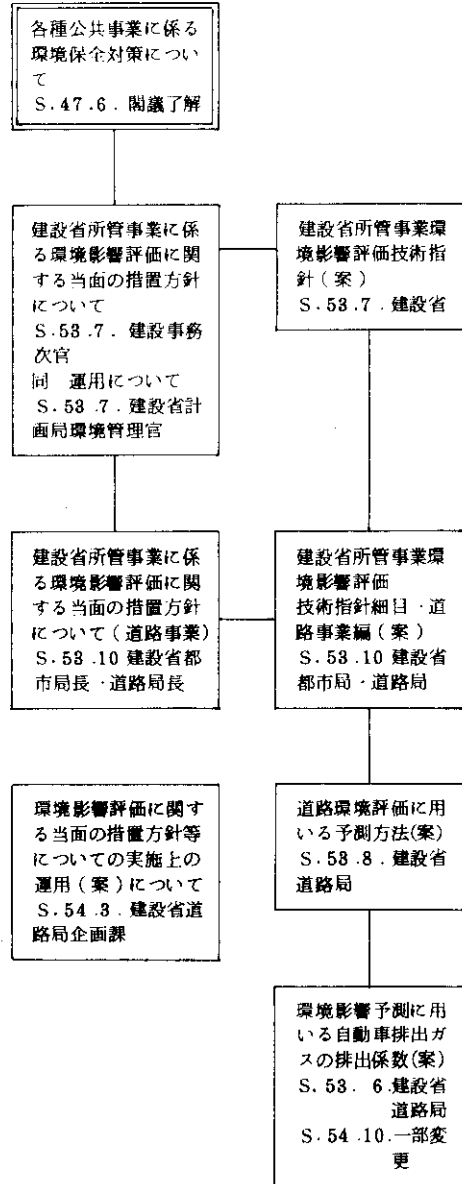 各種公共事業に係る
環境保全対策につい
て
S.47.6.閣議了解
建設省所管事業に係
る環境影響評価に関
する当面の措置方針
について
S.53.7.建設事務
次官
同 運用について
S.53.7.建設省計
画局環境管理官
建設省所管事業環
境影響評価技術指
針(案)
S.53.7.建設省
建設省所管事業に係
る環境影響評価に関
する当面の措置方針
について(道路事業)
S.53.10 建設省都
市局長・道路局長
建設省所管事業環
境影響評価
技術指針細目・道
路事業編(案)
S.53.10 建設省
都市局・道路局
環境影響評価に関す
る当面の措置方針等
についての実施上の
運用(案)について
S.54.3.建設省道
路局企画課
道路環境評価に用
いる予測方法(案)
S.53.8.建設省
道路局
環境影響予測に用
いる自動車排出ガ
スの排出係数(案)
S.53.6.建設省
道路局
S.54.10.一部変
更